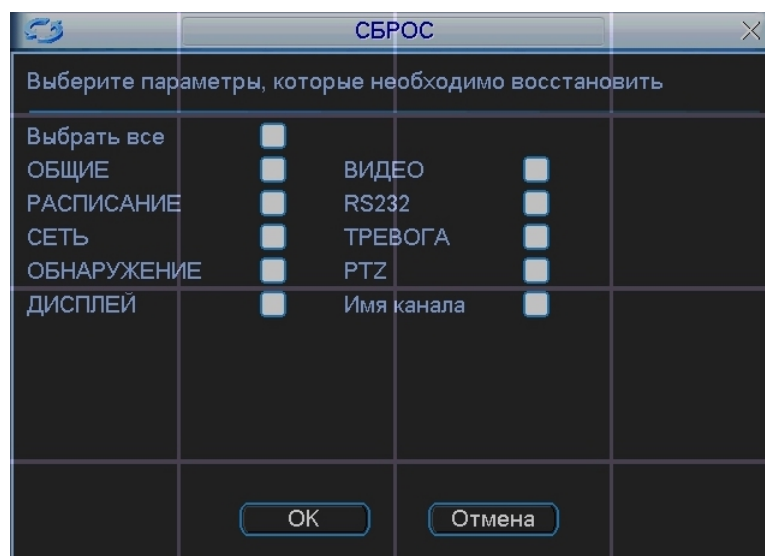 СБРОС
Выберите параметры, которые необходимо восстановить
Выбрать все
ОБЩИЕ ВИДЕО
РАСПИСАНИЕ RS232
СЕТЬ ТРЕВОГА
ОБНАРУЖЕНИЕ PTZ
ДИСПЛЕЙ Имя канала
OK Отмена